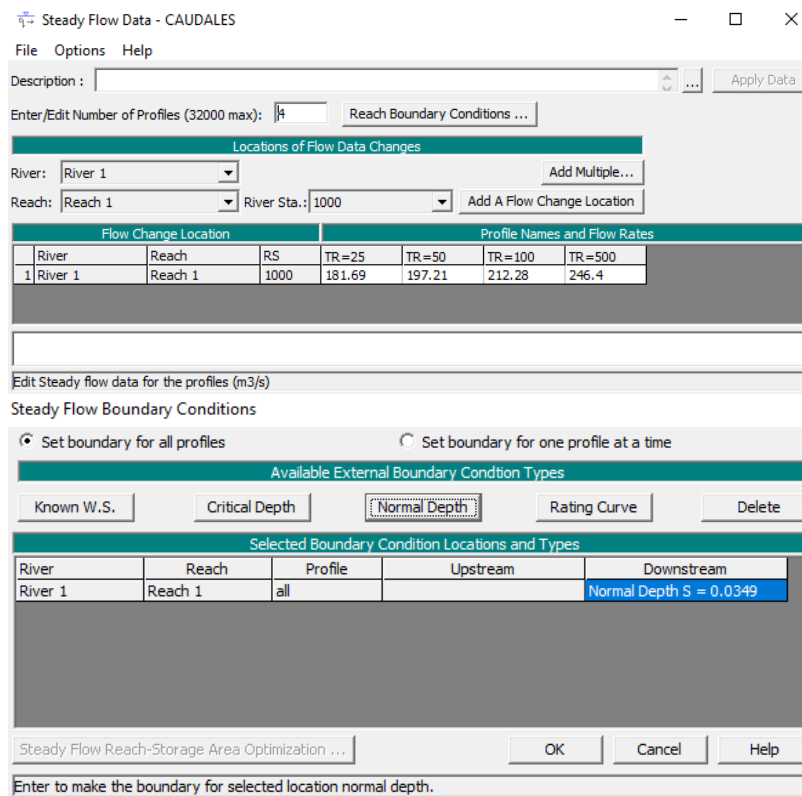 Steady Flow Data - CAUDALES
File Options Help
Description : ... Apply Data
Enter/Edit Number of Profiles (32000 max): 4 Reach Boundary Conditions ...
Locations of Flow Data Changes
River: River 1 Add Multiple...
Reach: Reach 1 River Sta.: 1000 Add A Flow Change Location
Flow Change Location Profile Names and Flow Rates
River Reach RS TR=25 TR=50 TR=100 TR=500
1 River 1 Reach 1 1000 181.69 197.21 212.28 246.4
Edit Steady flow data for the profiles (m3/s)
Steady Flow Boundary Conditions
Set boundary for all profiles Set boundary for one profile at a time
Available External Boundary Condtion Types
Known W.S. Critical Depth Normal Depth Rating Curve Delete
Selected Boundary Condition Locations and Types
River Reach Profile Upstream Downstream
River 1 Reach 1 all Normal Depth S = 0.0349
Steady Flow Reach-Storage Area Optimization ... OK Cancel Help
Enter to make the boundary for selected location normal depth.